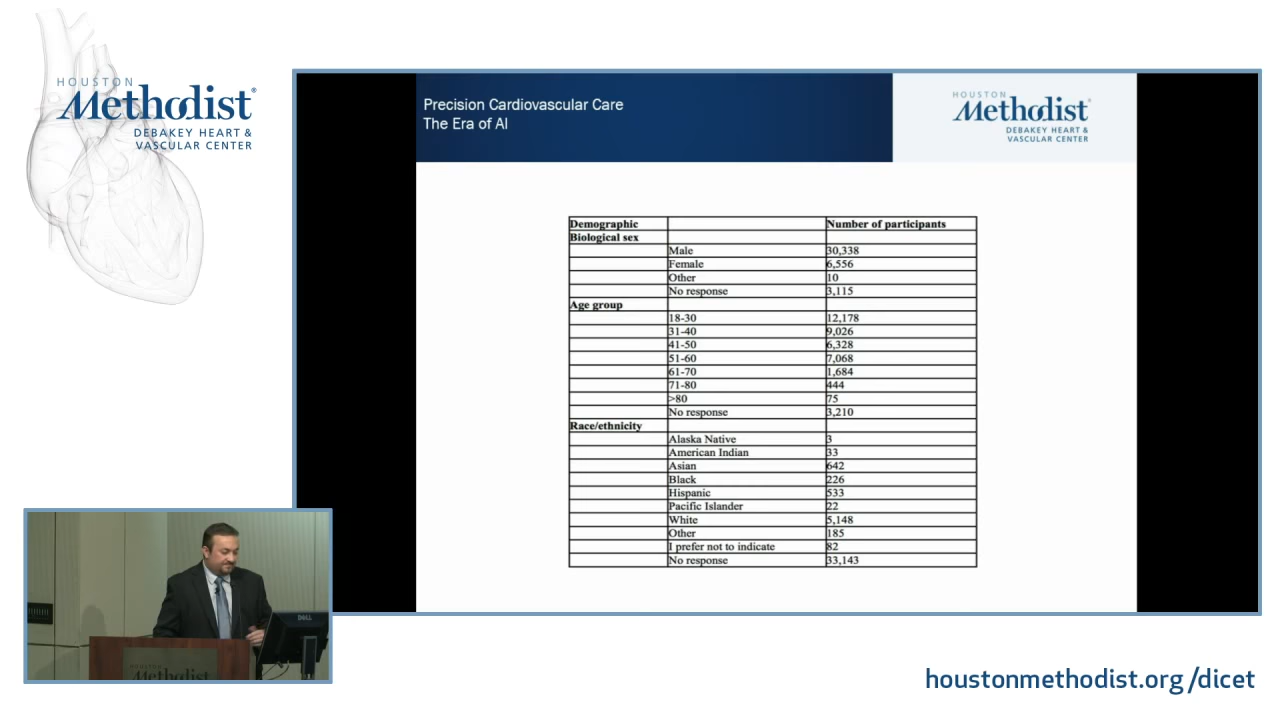 HOUSTON
Methodist®
DEBAKEY HEART &
VASCULAR CENTER
Precision Cardiovascular Care
The Era of AI
HOUSTON
Methodist®
DEBAKEY HEART &
VASCULAR CENTER
Demographic Number of participants
Biological sex
Male 30,338
Female 6,556
Other 10
No response 3,115
Age group
18-30 12,178
31-40 9,026
41-50 6,328
51-60 7,068
61-70 1,684
71-80 444
>80 75
No response 3,210
Race/ethnicity
Alaska Native 3
American Indian 33
Asian 642
Black 226
Hispanic 533
Pacific Islander 22
White 5,148
Other 185
I prefer not to indicate 82
No response 33,143
DELL
HOUSTON
Methodist
houstonmethodist.org/dicet